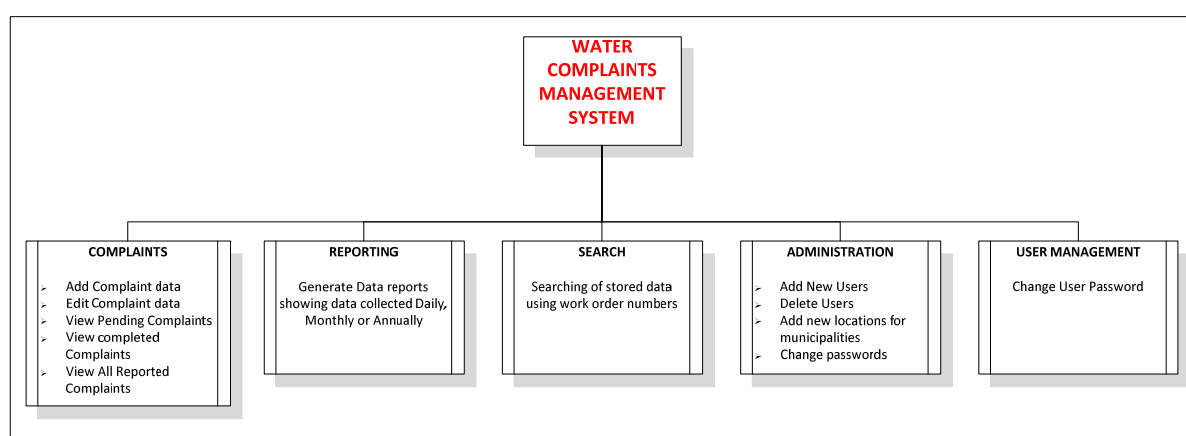 WATER
COMPLAINTS
MANAGEMENT
SYSTEM
COMPLAINTS
➢ Add Complaint data
➢ Edit Complaint data
➢ View Pending Complaints
➢ View completed
Complaints
➢ View All Reported
Complaints
REPORTING
Generate Data reports
showing data collected Daily,
Monthly or Annually
SEARCH
Searching of stored data
using work order numbers
ADMINISTRATION
➢ Add New Users
➢ Delete Users
➢ Add new locations for
municipalities
➢ Change passwords
USER MANAGEMENT
Change User Password